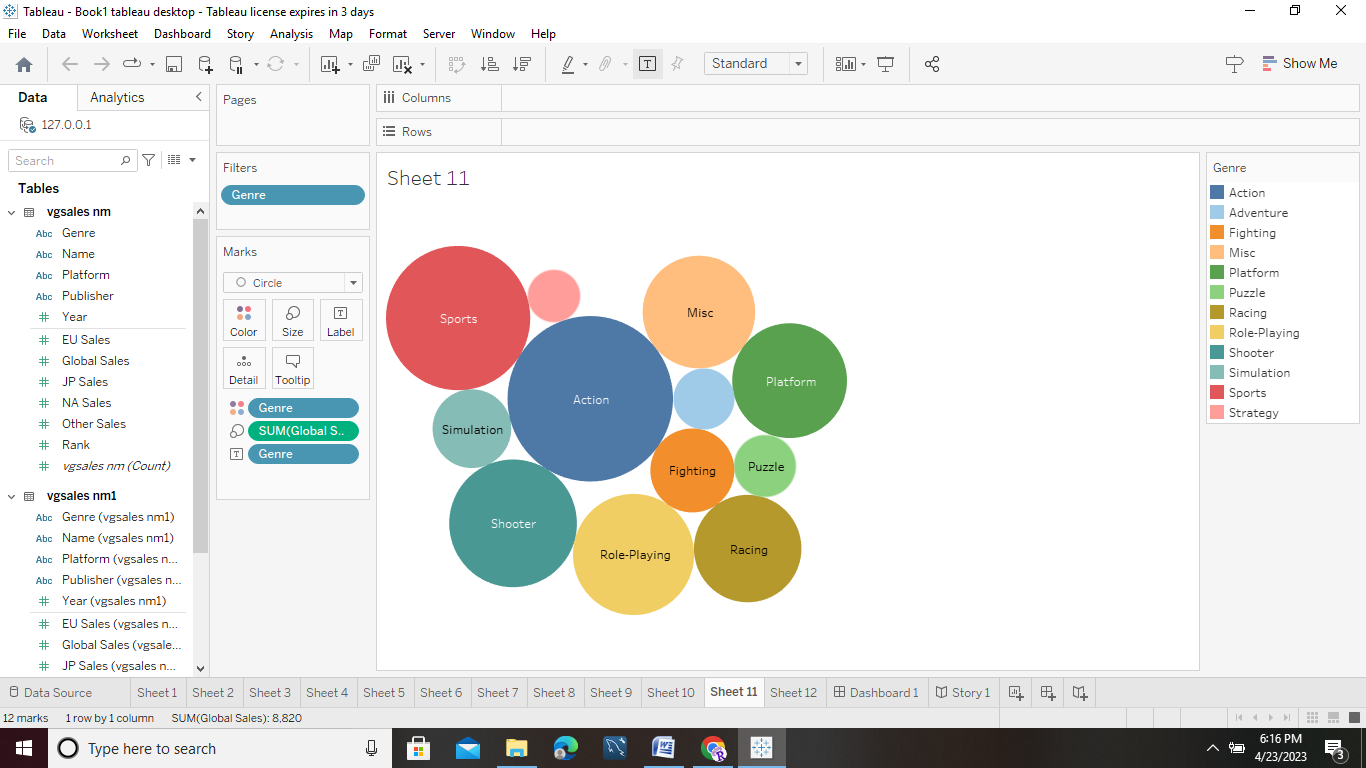 Tableau - Book1 tableau desktop - Tableau license expires in 3 days
File Data Worksheet Dashboard Story Analysis Map Format Server Window Help
Standard
Show Me
Data Analytics
127.0.0.1
Search
Tables
vgsales nm
Abc Genre
Abc Name
Abc Platform
Abc Publisher
# Year
# EU Sales
# Global Sales
# JP Sales
# NA Sales
# Other Sales
# Rank
# vgsales nm (Count)
vgsales nm1
Abc Genre (vgsales nm1)
Abc Name (vgsales nm1)
Abc Platform (vgsales n...
Abc Publisher (vgsales n...
# Year (vgsales nm1)
# EU Sales (vgsales n...
# Global Sales (vgsale...
# JP Sales (vgsales n...
Pages
Filters
Genre
Marks
Circle
Color Size Label
Detail Tooltip
Genre
SUM(Global S..
Genre
Columns
Rows
Sheet 11
Sports
Misc
Platform
Action
Simulation
Fighting
Puzzle
Shooter
Role-Playing
Racing
Genre
Action
Adventure
Fighting
Misc
Platform
Puzzle
Racing
Role-Playing
Shooter
Simulation
Sports
Strategy
Data Source Sheet 1 Sheet 2 Sheet 3 Sheet 4 Sheet 5 Sheet 6 Sheet 7 Sheet 8 Sheet 9 Sheet 10 Sheet 11 Sheet 12 Dashboard 1 Story 1
12 marks 1 row by 1 column SUM(Global Sales): 8,820
Type here to search
6:16 PM
4/23/2023
3